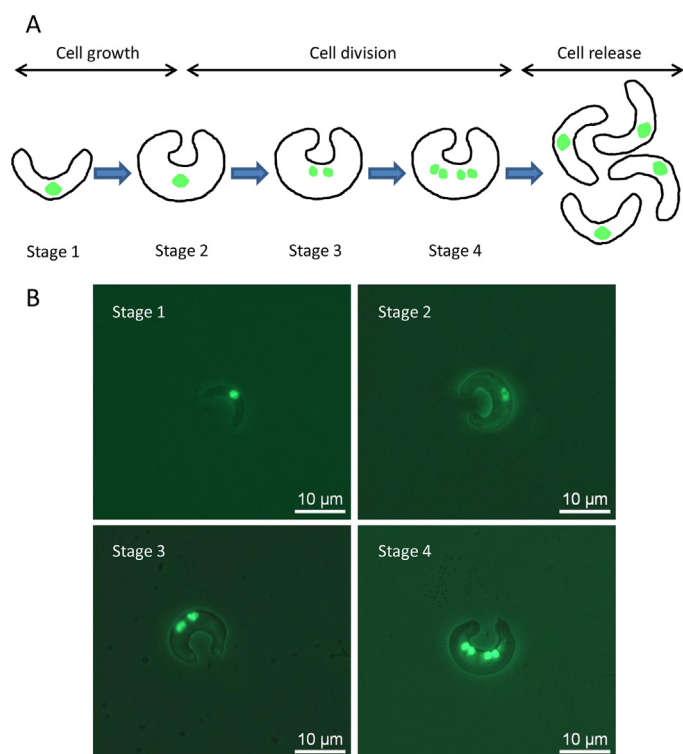 A
Cell growth Cell division Cell release
Stage 1 Stage 2 Stage 3 Stage 4
B
Stage 1 Stage 2
10 µm 10 µm
Stage 3 Stage 4
10 µm 10 µm